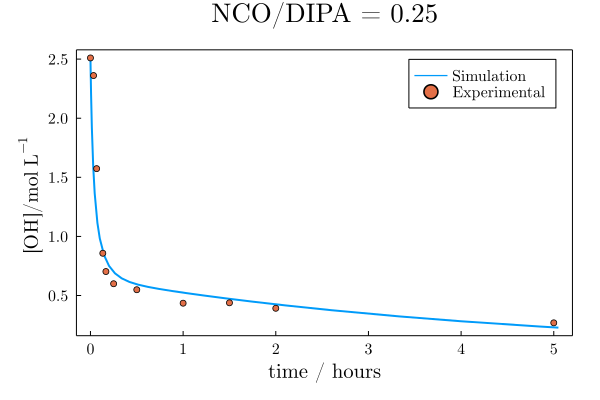 NCO/DIPA = 0.25
Simulation
Experimental
[OH]/mol L⁻¹
2.5
2.0
1.5
1.0
0.5
0 1 2 3 4 5
time / hours